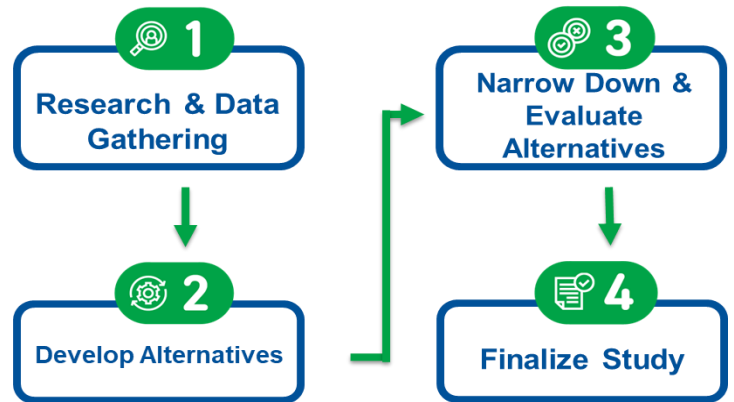 1
Research & Data
Gathering
2
Develop Alternatives
3
Narrow Down &
Evaluate
Alternatives
4
Finalize Study